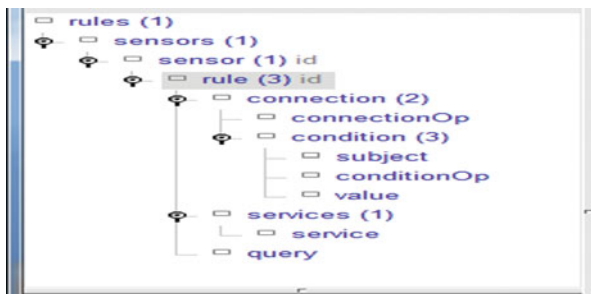 rules (1)
sensors (1)
sensor (1) id
rule (3) id
connection (2)
connectionOp
condition (3)
subject
conditionOp
value
services (1)
service
query